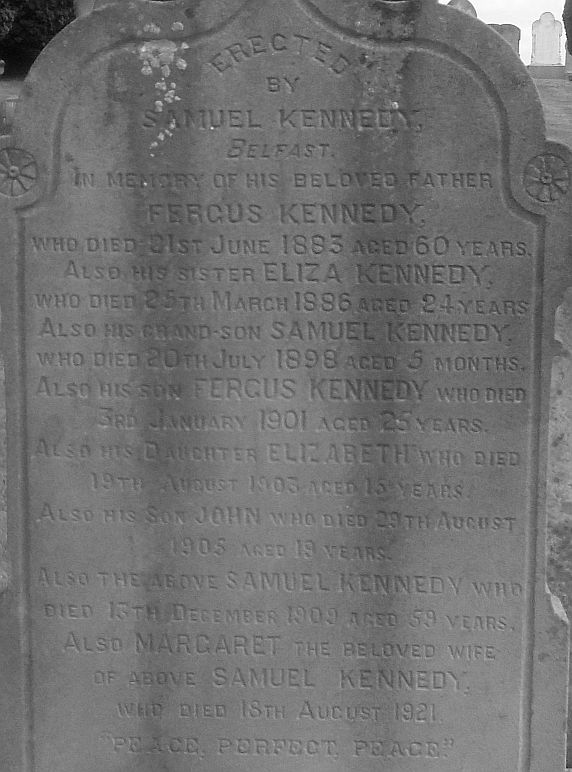 ERECTED
BY
SAMUEL KENNEDY,
BELFAST.
IN MEMORY OF HIS BELOVED FATHER
FERGUS KENNEDY,
WHO DIED 21ST JUNE 1883 AGED 60 YEARS.
ALSO HIS SISTER ELIZA KENNEDY,
WHO DIED 25TH MARCH 1886 AGED 24 YEARS
ALSO HIS GRAND-SON SAMUEL KENNEDY.
WHO DIED 20TH JULY 1898 AGED 5 MONTHS.
ALSO HIS SON FERGUS KENNEDY WHO DIED
3RD JANUARY 1901 AGED 25 YEARS.
ALSO HIS DAUGHTER ELIZABETH WHO DIED
19TH AUGUST 1903 AGED 15 YEARS.
ALSO HIS SON JOHN WHO DIED 29TH AUGUST
1905 AGED 19 YEARS.
ALSO THE ABOVE SAMUEL KENNEDY WHO
DIED 13TH DECEMBER 1909 AGED 59 YEARS.
ALSO MARGARET THE BELOVED WIFE
OF ABOVE SAMUEL KENNEDY,
WHO DIED 18TH AUGUST 1921.
"PEACE, PERFECT, PEACE."